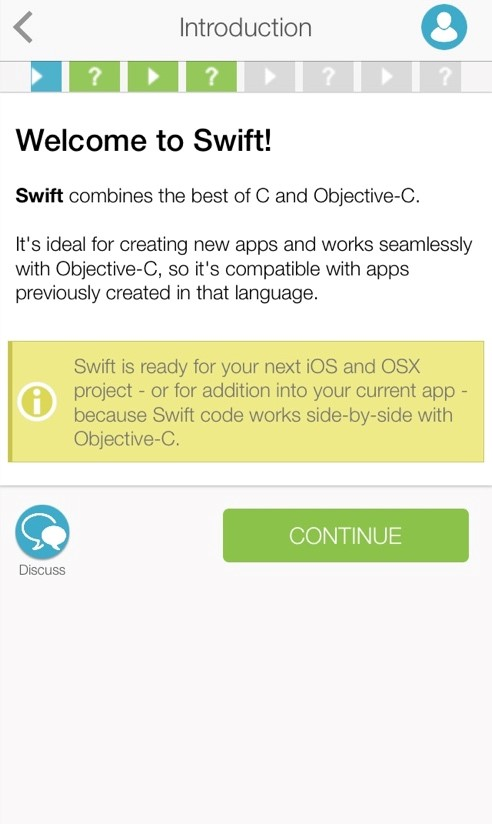 Introduction
? ? ? ?
Welcome to Swift!
Swift combines the best of C and Objective-C.
It's ideal for creating new apps and works seamlessly
with Objective-C, so it's compatible with apps
previously created in that language.
Swift is ready for your next iOS and OSX
project - or for addition into your current app -
because Swift code works side-by-side with
Objective-C.
CONTINUE
Discuss